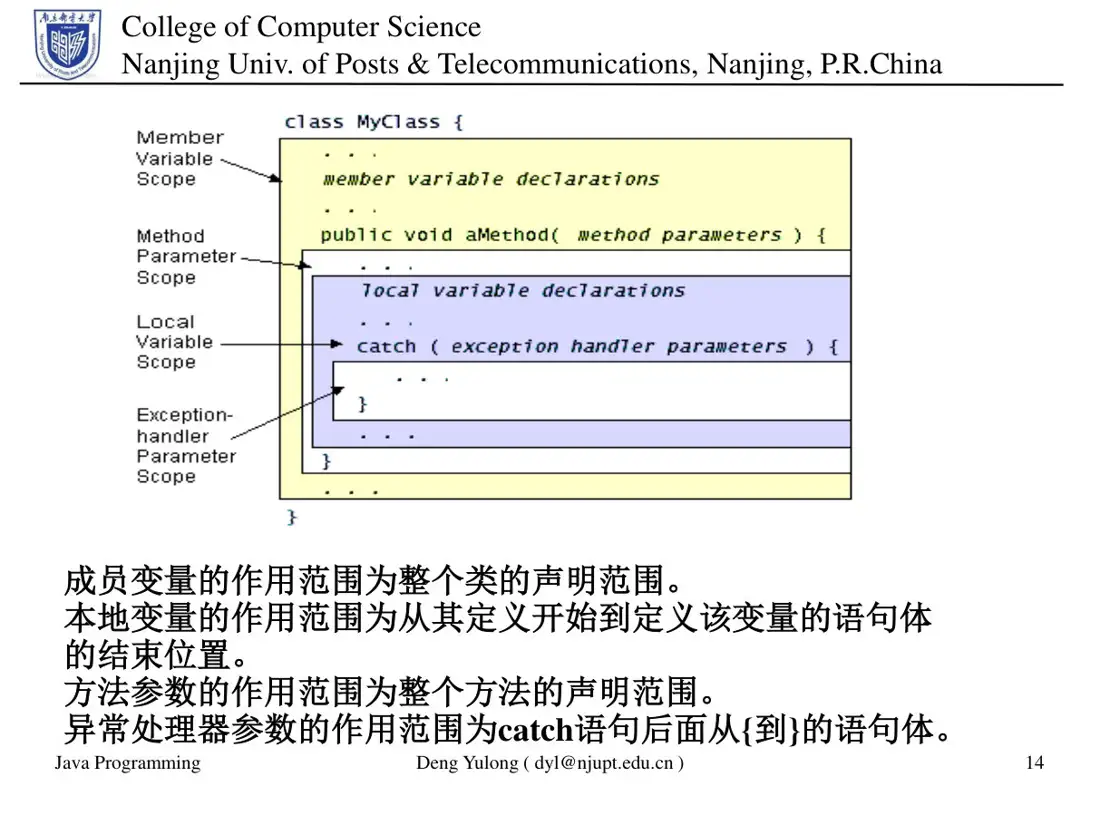 College of Computer Science
Nanjing Univ. of Posts & Telecommunications, Nanjing, P.R.China
class MyClass {
Member
Variable
Scope
. . .
member variable declarations
. . .
public void aMethod( method parameters ) {
Method
Parameter
Scope
. . .
local variable declarations
. . .
Local
Variable
Scope
catch ( exception handler parameters ) {
. . .
}
Exception-
handler
Parameter
Scope
. . .
}
. . .
}
成员变量的作用范围为整个类的声明范围。
本地变量的作用范围为从其定义开始到定义该变量的语句体
的结束位置。
方法参数的作用范围为整个方法的声明范围。
异常处理器参数的作用范围为catch语句后面从{到}的语句体。
Java Programming
Deng Yulong ( dyl@njupt.edu.cn )
14